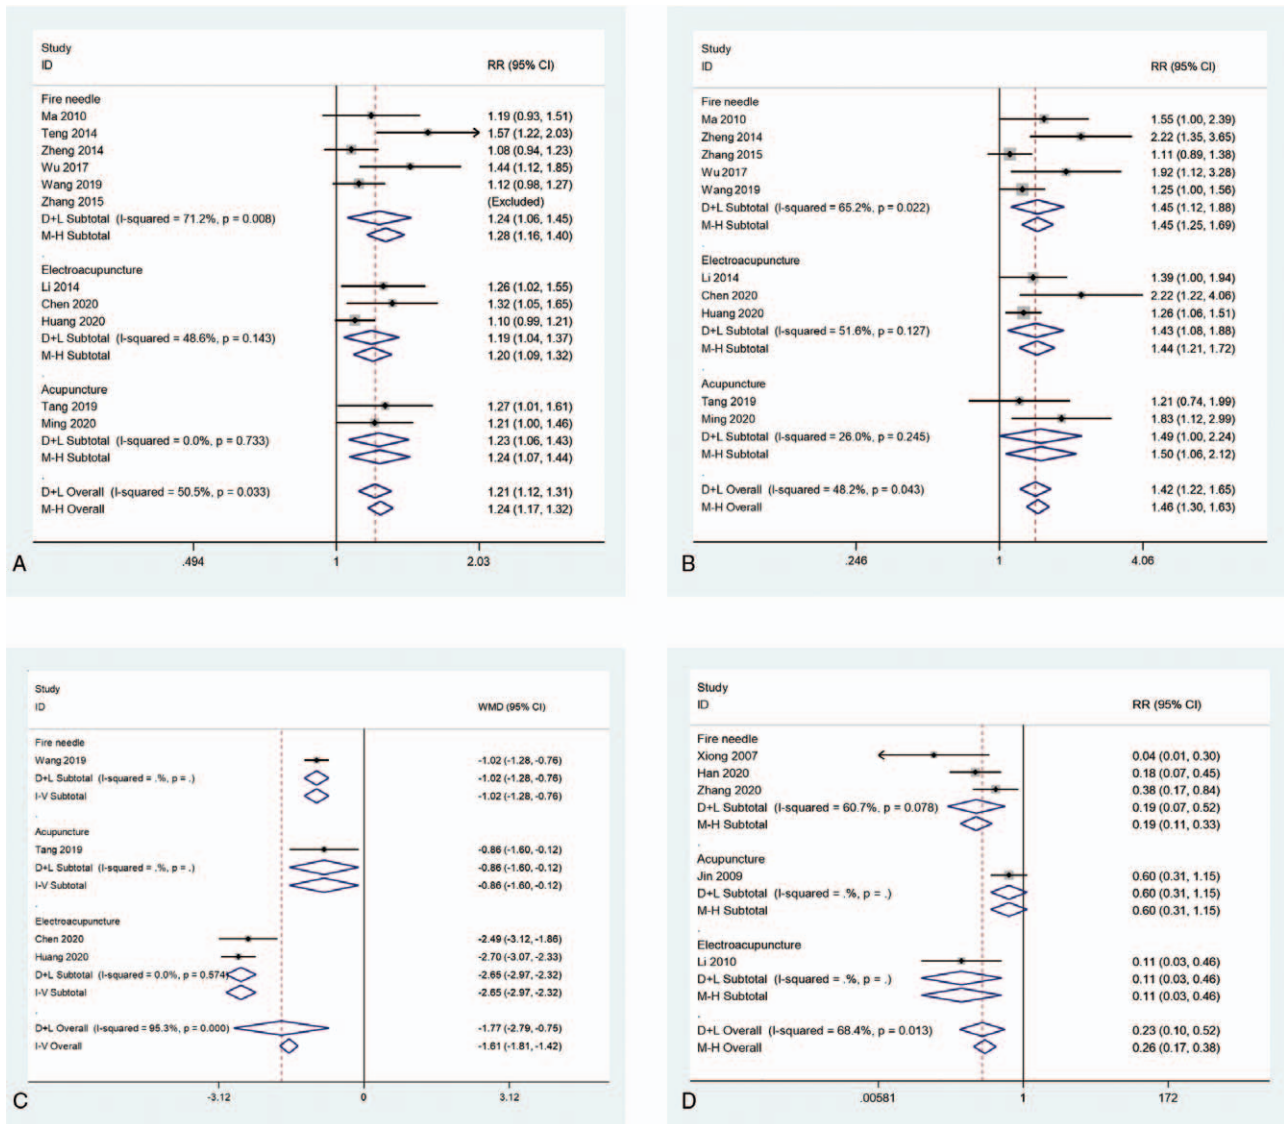 Study
ID RR (95% CI)
Fire needle
Ma 2010 1.19 (0.93, 1.51)
Teng 2014 1.57 (1.22, 2.03)
Zheng 2014 1.08 (0.94, 1.23)
Wu 2017 1.44 (1.12, 1.85)
Wang 2019 1.12 (0.98, 1.27)
Zhang 2015 (Excluded)
D+L Subtotal (I-squared = 71.2%, p = 0.008) 1.24 (1.06, 1.45)
M-H Subtotal 1.28 (1.16, 1.40)
.
Electroacupuncture
Li 2014 1.26 (1.02, 1.55)
Chen 2020 1.32 (1.05, 1.65)
Huang 2020 1.10 (0.99, 1.21)
D+L Subtotal (I-squared = 48.6%, p = 0.143) 1.19 (1.04, 1.37)
M-H Subtotal 1.20 (1.09, 1.32)
.
Acupuncture
Tang 2019 1.27 (1.01, 1.61)
Ming 2020 1.21 (1.00, 1.46)
D+L Subtotal (I-squared = 0.0%, p = 0.733) 1.23 (1.06, 1.43)
M-H Subtotal 1.24 (1.07, 1.44)
.
D+L Overall (I-squared = 50.5%, p = 0.033) 1.21 (1.12, 1.31)
M-H Overall 1.24 (1.17, 1.32)
.494 1 2.03
A
Study
ID RR (95% CI)
Fire needle
Ma 2010 1.55 (1.00, 2.39)
Zheng 2014 2.22 (1.35, 3.65)
Zhang 2015 1.11 (0.89, 1.38)
Wu 2017 1.92 (1.12, 3.28)
Wang 2019 1.25 (1.00, 1.56)
D+L Subtotal (I-squared = 65.2%, p = 0.022) 1.45 (1.12, 1.88)
M-H Subtotal 1.45 (1.25, 1.69)
.
Electroacupuncture
Li 2014 1.39 (1.00, 1.94)
Chen 2020 2.22 (1.22, 4.06)
Huang 2020 1.26 (1.06, 1.51)
D+L Subtotal (I-squared = 51.6%, p = 0.127) 1.43 (1.08, 1.88)
M-H Subtotal 1.44 (1.21, 1.72)
.
Acupuncture
Tang 2019 1.21 (0.74, 1.99)
Ming 2020 1.83 (1.12, 2.99)
D+L Subtotal (I-squared = 26.0%, p = 0.245) 1.49 (1.00, 2.24)
M-H Subtotal 1.50 (1.06, 2.12)
.
D+L Overall (I-squared = 48.2%, p = 0.043) 1.42 (1.22, 1.65)
M-H Overall 1.46 (1.30, 1.63)
.246 1 4.06
B
Study
ID WMD (95% CI)
Fire needle
Wang 2019 -1.02 (-1.28, -0.76)
D+L Subtotal (I-squared = .%, p = .) -1.02 (-1.28, -0.76)
I-V Subtotal -1.02 (-1.28, -0.76)
.
Acupuncture
Tang 2019 -0.86 (-1.60, -0.12)
D+L Subtotal (I-squared = .%, p = .) -0.86 (-1.60, -0.12)
I-V Subtotal -0.86 (-1.60, -0.12)
.
Electroacupuncture
Chen 2020 -2.49 (-3.12, -1.86)
Huang 2020 -2.70 (-3.07, -2.33)
D+L Subtotal (I-squared = 0.0%, p = 0.574) -2.65 (-2.97, -2.32)
I-V Subtotal -2.65 (-2.97, -2.32)
.
D+L Overall (I-squared = 95.3%, p = 0.000) -1.77 (-2.79, -0.75)
I-V Overall -1.61 (-1.81, -1.42)
-3.12 0 3.12
C
Study
ID RR (95% CI)
Fire needle
Xiong 2007 0.04 (0.01, 0.30)
Han 2020 0.18 (0.07, 0.45)
Zhang 2020 0.38 (0.17, 0.84)
D+L Subtotal (I-squared = 60.7%, p = 0.078) 0.19 (0.07, 0.52)
M-H Subtotal 0.19 (0.11, 0.33)
.
Acupuncture
Jin 2009 0.60 (0.31, 1.15)
D+L Subtotal (I-squared = .%, p = .) 0.60 (0.31, 1.15)
M-H Subtotal 0.60 (0.31, 1.15)
.
Electroacupuncture
Li 2010 0.11 (0.03, 0.46)
D+L Subtotal (I-squared = .%, p = .) 0.11 (0.03, 0.46)
M-H Subtotal 0.11 (0.03, 0.46)
.
D+L Overall (I-squared = 68.4%, p = 0.013) 0.23 (0.10, 0.52)
M-H Overall 0.26 (0.17, 0.38)
.00581 1 172
D